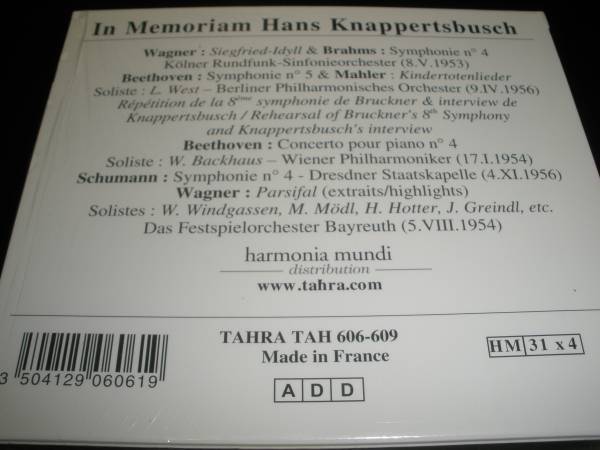 In Memoriam Hans Knappertsbusch
Wagner : Siegfried-Idyll & Brahms : Symphonie n° 4
Kölner Rundfunk-Sinfonieorchester (8.V.1953)
Beethoven : Symphonie n° 5 & Mahler : Kindertotenlieder
Soliste : L. West – Berliner Philharmonisches Orchester (9.IV.1956)
Répétition de la 8ème symphonie de Bruckner & interview de
Knappertsbusch / Rehearsal of Bruckner's 8th Symphony
and Knappertsbusch's interview
Beethoven : Concerto pour piano n° 4
Soliste : W. Backhaus – Wiener Philharmoniker (17.I.1954)
Schumann : Symphonie n° 4 - Dresdner Staatskapelle (4.XI.1956)
Wagner : Parsifal (extraits/highlights)
Solistes : W. Windgassen, M. Mödl, H. Hotter, J. Greindl, etc.
Das Festspielorchester Bayreuth (5.VIII.1954)
harmonia mundi
distribution
www.tahra.com
TAHRA TAH 606-609
Made in France
HM 31 x 4
3 504129 060619
A D D